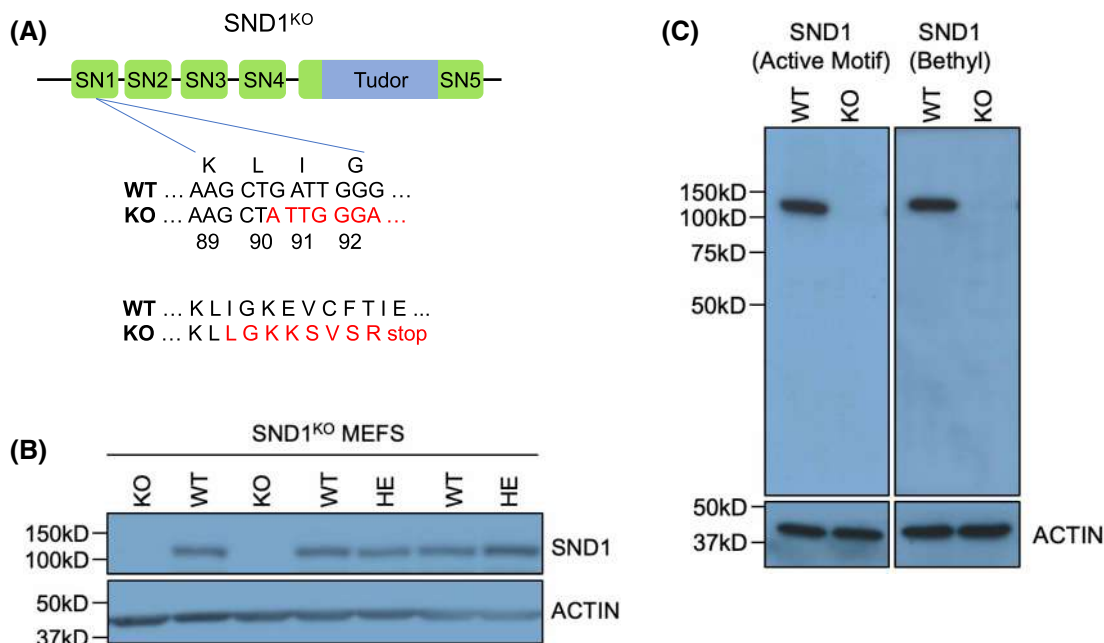 (A)
SND1KO
SN1 SN2 SN3 SN4 Tudor SN5
K L I G
WT … AAG CTG ATT GGG …
KO … AAG CTA TTG GGA …
89 90 91 92
WT … K L I G K E V C F T I E ...
KO … K L L G K K S V S R stop
(B)
SND1KO MEFS
KO WT KO WT HE WT HE
150kD
100kD
SND1
50kD
37kD
ACTIN
(C)
SND1 (Active Motif)
SND1 (Bethyl)
WT KO WT KO
150kD
100kD
75kD
50kD
50kD
37kD
ACTIN